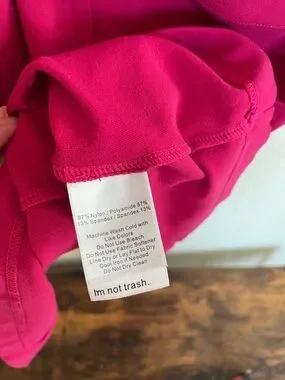 87% Nylon / Polyamide 87%
13% Spandex / Spandex 13%
Machine Wash Cold with
Like Colors
Do Not Use Bleach
Do Not Use Fabric Softener
Line Dry or Lay Flat to Dry
Cool Iron if Needed
Do Not Dry Clean
Im not trash.